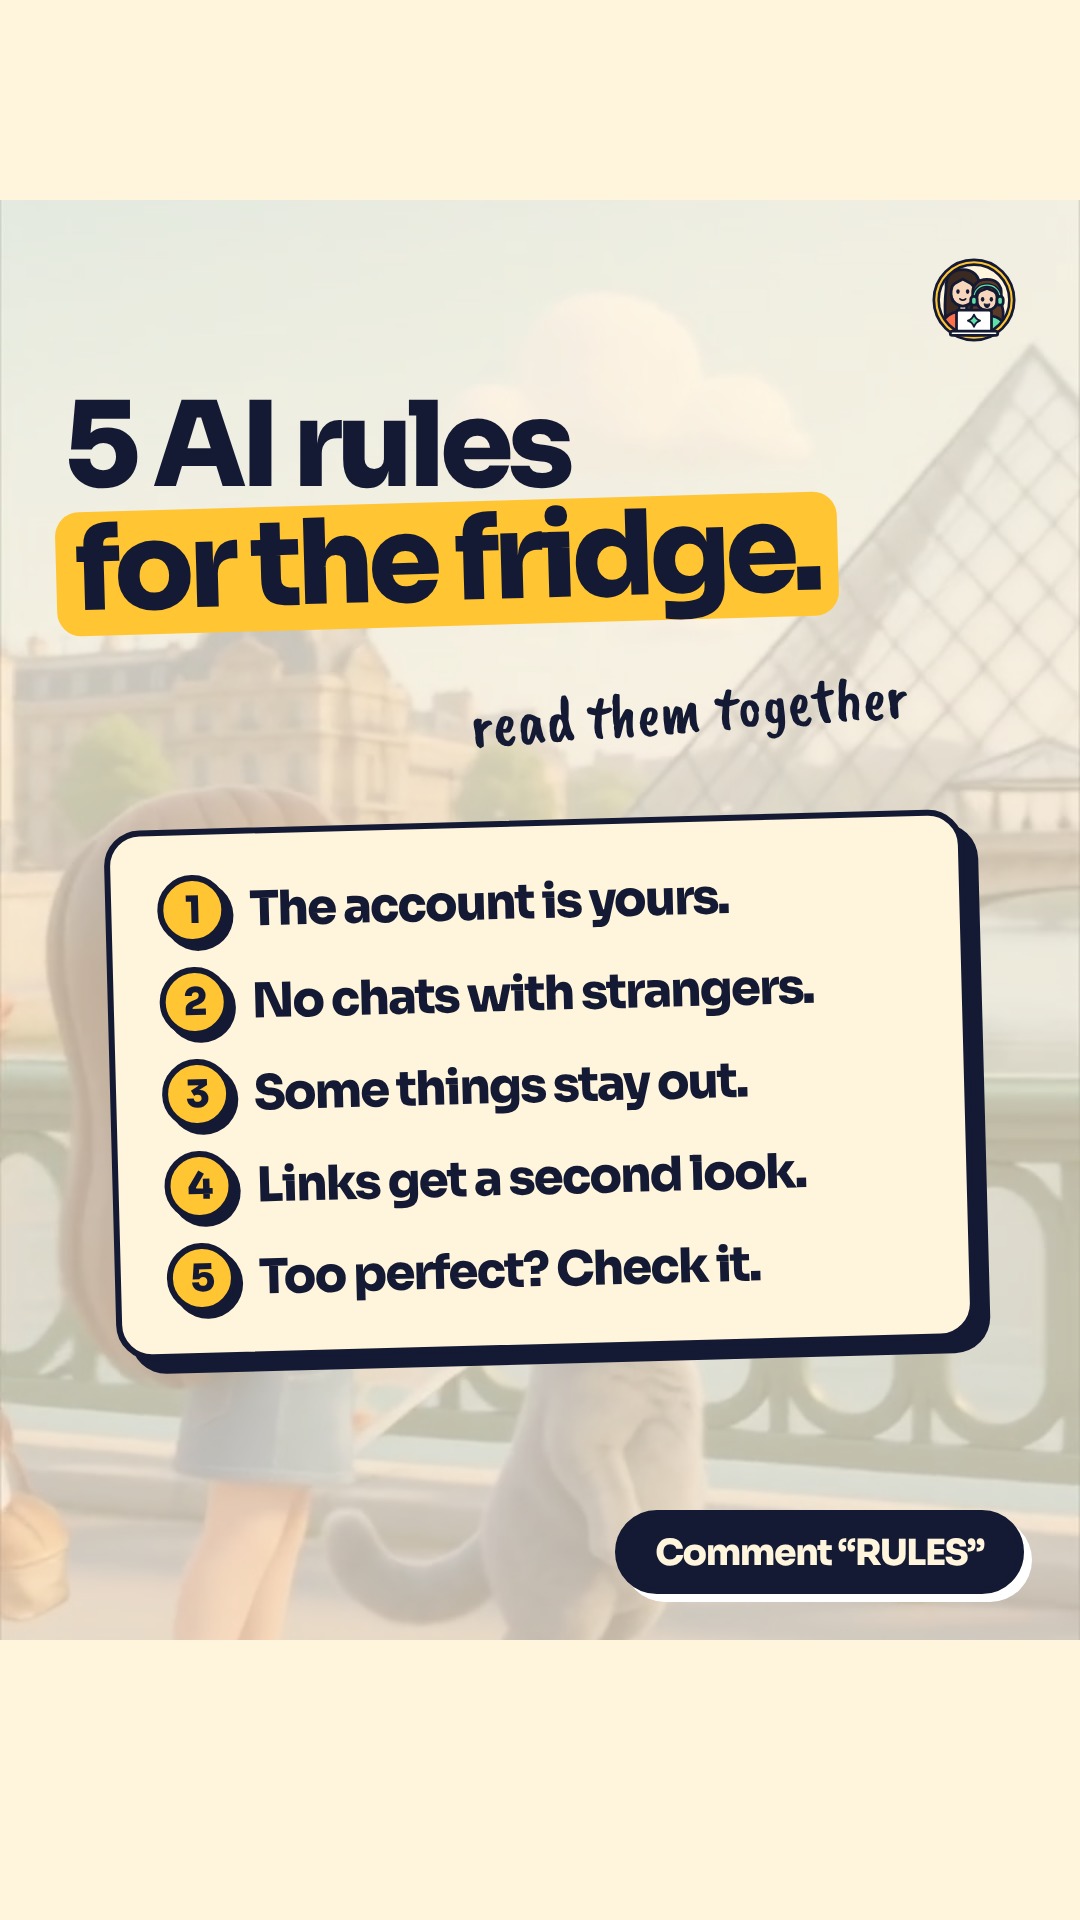 5 AI rules
for the fridge.
read them together
1 The account is yours.
2 No chats with strangers.
3 Some things stay out.
4 Links get a second look.
5 Too perfect? Check it.
Comment “RULES”